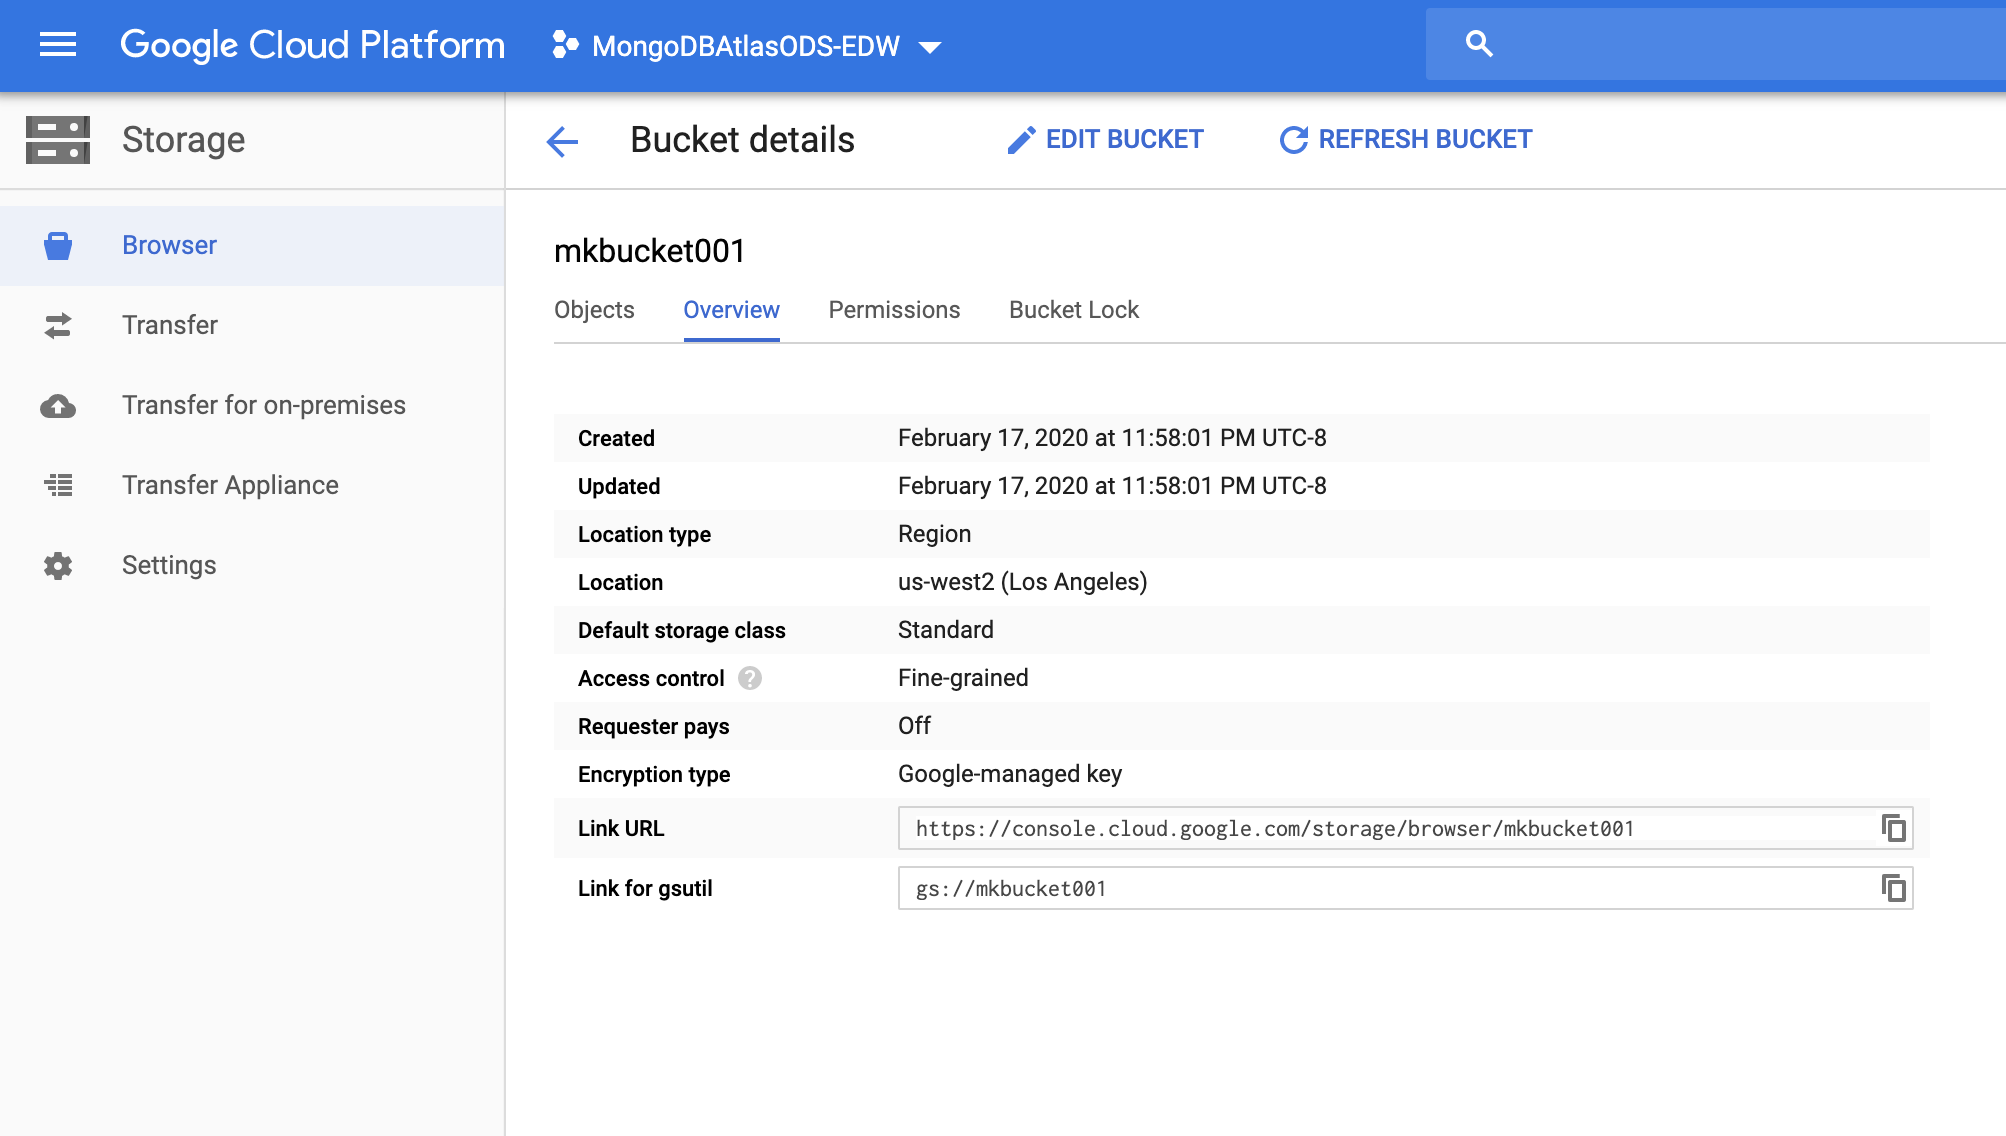 Google Cloud Platform
MongoDBAtlasODS-EDW
Storage
Bucket details
EDIT BUCKET
REFRESH BUCKET
Browser
Transfer
Transfer for on-premises
Transfer Appliance
Settings
mkbucket001
Objects Overview Permissions Bucket Lock
Created February 17, 2020 at 11:58:01 PM UTC-8
Updated February 17, 2020 at 11:58:01 PM UTC-8
Location type Region
Location us-west2 (Los Angeles)
Default storage class Standard
Access control ? Fine-grained
Requester pays Off
Encryption type Google-managed key
Link URL https://console.cloud.google.com/storage/browser/mkbucket001
Link for gsutil gs://mkbucket001